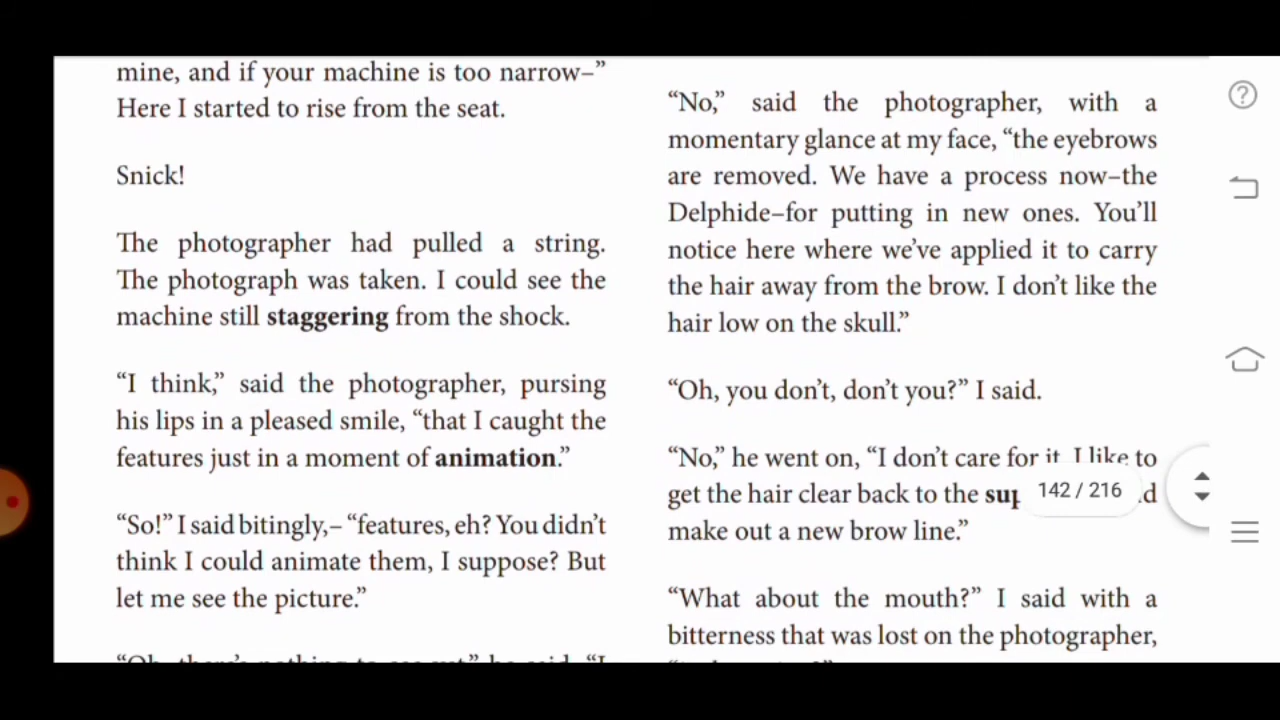 mine, and if your machine is too narrow–”
Here I started to rise from the seat.
Snick!
The photographer had pulled a string.
The photograph was taken. I could see the
machine still staggering from the shock.
“I think,” said the photographer, pursing
his lips in a pleased smile, “that I caught the
features just in a moment of animation.”
“So!” I said bitingly,– “features, eh? You didn’t
think I could animate them, I suppose? But
let me see the picture.”
“Oh, there’s nothing to see yet,” he said, “I
“No,” said the photographer, with a
momentary glance at my face, “the eyebrows
are removed. We have a process now–the
Delphide–for putting in new ones. You’ll
notice here where we’ve applied it to carry
the hair away from the brow. I don’t like the
hair low on the skull.”
“Oh, you don’t, don’t you?” I said.
“No,” he went on, “I don’t care for it. I like to
get the hair clear back to the
make out a new brow line.”
“What about the mouth?” I said with a
bitterness that was lost on the photographer,
142 / 216